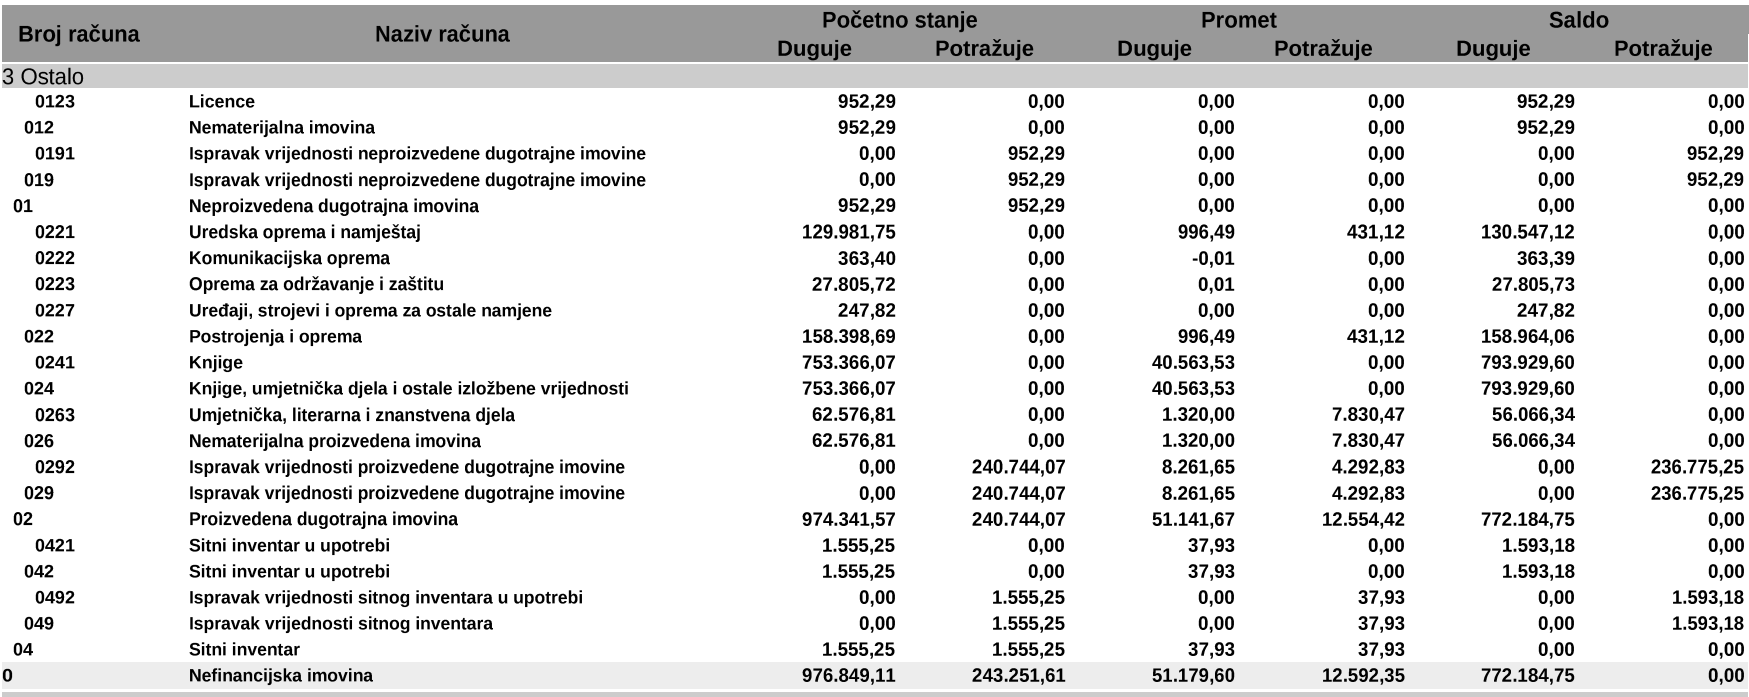 Broj računa Naziv računa Početno stanje Promet Saldo
Duguje Potražuje Duguje Potražuje Duguje Potražuje
3 Ostalo
0123 Licence 952,29 0,00 0,00 0,00 952,29 0,00
012 Nematerijalna imovina 952,29 0,00 0,00 0,00 952,29 0,00
0191 Ispravak vrijednosti neproizvedene dugotrajne imovine 0,00 952,29 0,00 0,00 0,00 952,29
019 Ispravak vrijednosti neproizvedene dugotrajne imovine 0,00 952,29 0,00 0,00 0,00 952,29
01 Neproizvedena dugotrajna imovina 952,29 952,29 0,00 0,00 0,00 0,00
0221 Uredska oprema i namještaj 129.981,75 0,00 996,49 431,12 130.547,12 0,00
0222 Komunikacijska oprema 363,40 0,00 -0,01 0,00 363,39 0,00
0223 Oprema za održavanje i zaštitu 27.805,72 0,00 0,01 0,00 27.805,73 0,00
0227 Uređaji, strojevi i oprema za ostale namjene 247,82 0,00 0,00 0,00 247,82 0,00
022 Postrojenja i oprema 158.398,69 0,00 996,49 431,12 158.964,06 0,00
0241 Knjige 753.366,07 0,00 40.563,53 0,00 793.929,60 0,00
024 Knjige, umjetnička djela i ostale izložbene vrijednosti 753.366,07 0,00 40.563,53 0,00 793.929,60 0,00
0263 Umjetnička, literarna i znanstvena djela 62.576,81 0,00 1.320,00 7.830,47 56.066,34 0,00
026 Nematerijalna proizvedena imovina 62.576,81 0,00 1.320,00 7.830,47 56.066,34 0,00
0292 Ispravak vrijednosti proizvedene dugotrajne imovine 0,00 240.744,07 8.261,65 4.292,83 0,00 236.775,25
029 Ispravak vrijednosti proizvedene dugotrajne imovine 0,00 240.744,07 8.261,65 4.292,83 0,00 236.775,25
02 Proizvedena dugotrajna imovina 974.341,57 240.744,07 51.141,67 12.554,42 772.184,75 0,00
0421 Sitni inventar u upotrebi 1.555,25 0,00 37,93 0,00 1.593,18 0,00
042 Sitni inventar u upotrebi 1.555,25 0,00 37,93 0,00 1.593,18 0,00
0492 Ispravak vrijednosti sitnog inventara u upotrebi 0,00 1.555,25 0,00 37,93 0,00 1.593,18
049 Ispravak vrijednosti sitnog inventara 0,00 1.555,25 0,00 37,93 0,00 1.593,18
04 Sitni inventar 1.555,25 1.555,25 37,93 37,93 0,00 0,00
0 Nefinancijska imovina 976.849,11 243.251,61 51.179,60 12.592,35 772.184,75 0,00